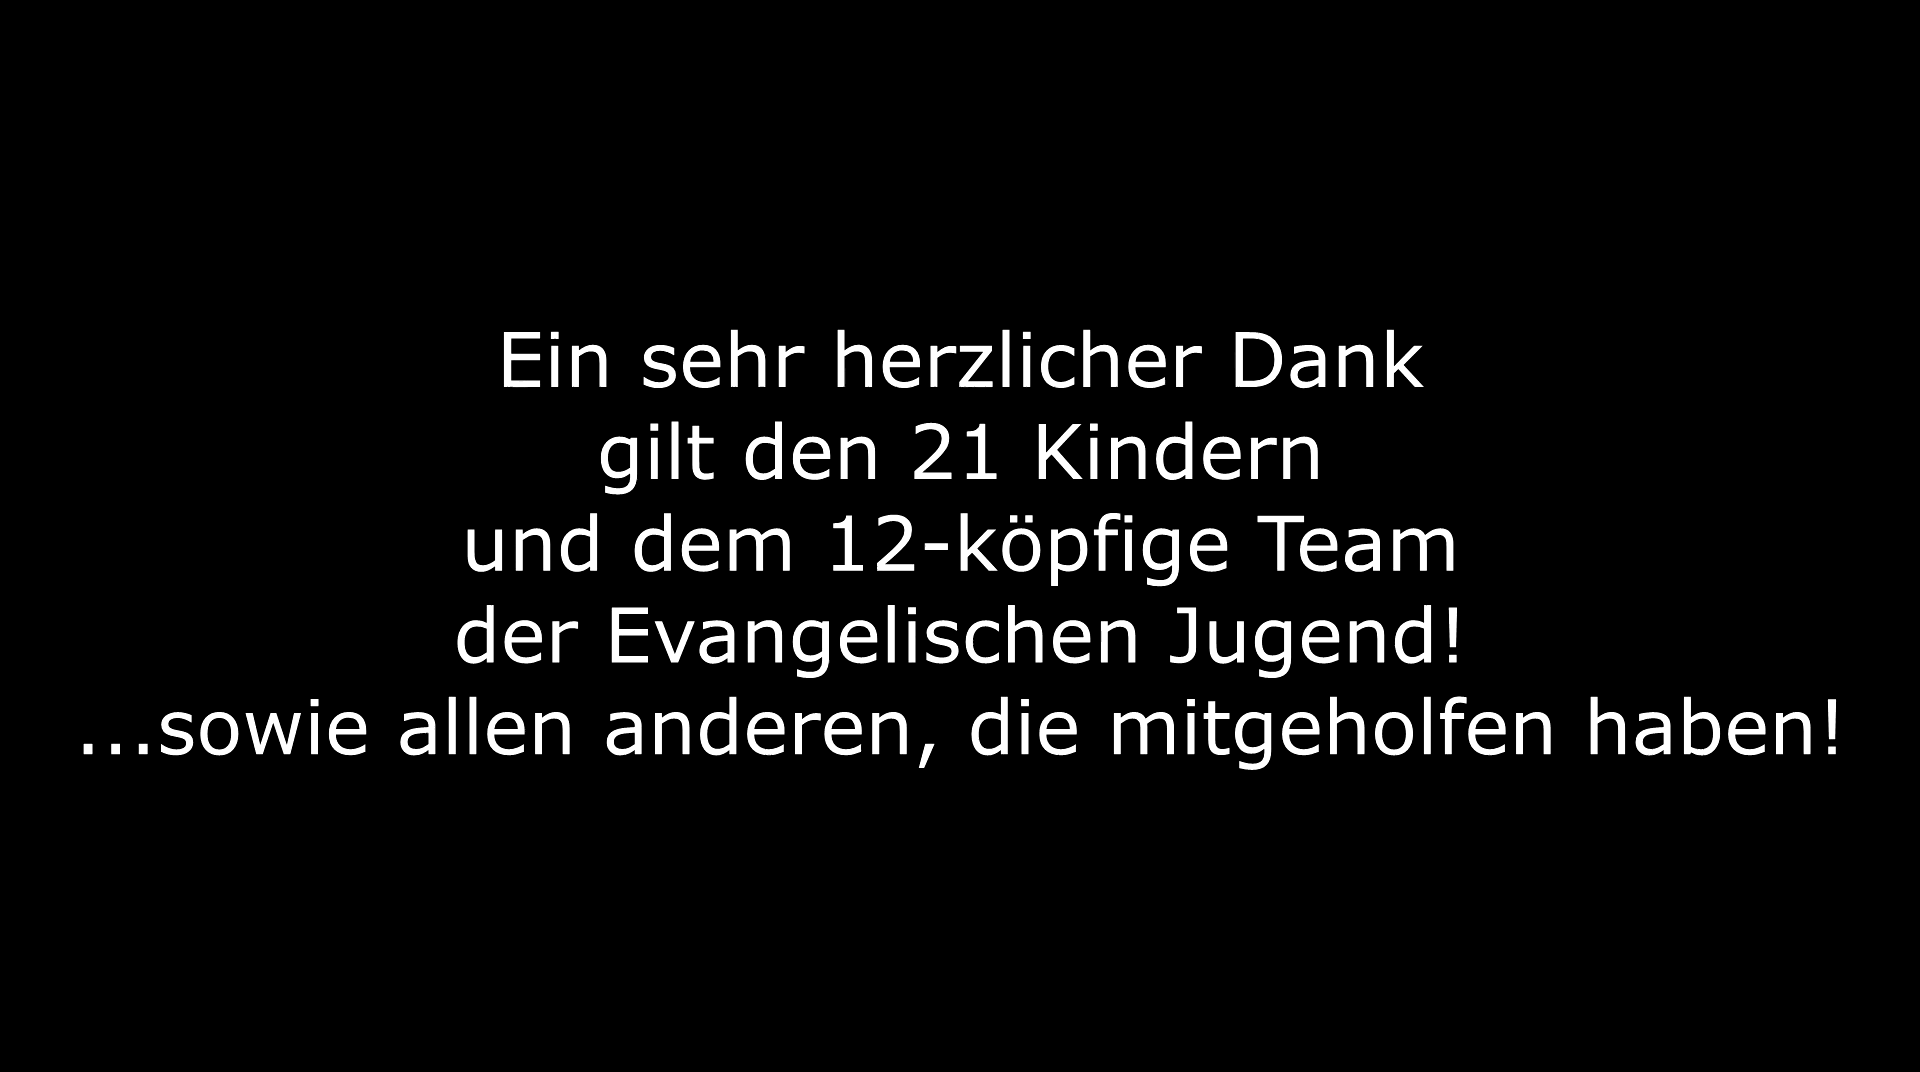 Ein sehr herzlicher Dank
gilt den 21 Kindern
und dem 12-köpfige Team
der Evangelischen Jugend!
...sowie allen anderen, die mitgeholfen haben!